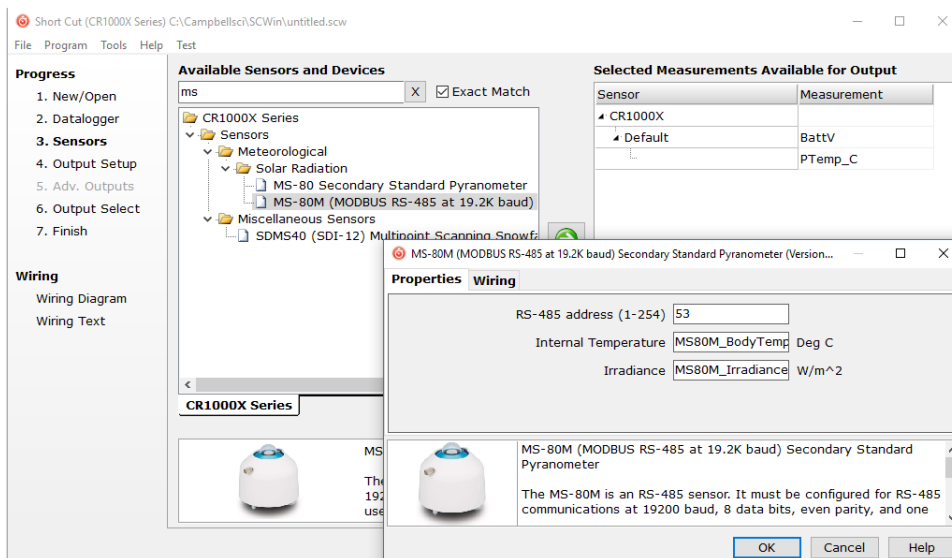 Short Cut (CR1000X Series) C:\Campbellsci\SCWin\untitled.scw
File Program Tools Help Test
Progress
1. New/Open
2. Datalogger
3. Sensors
4. Output Setup
5. Adv. Outputs
6. Output Select
7. Finish
Wiring
Wiring Diagram
Wiring Text
Available Sensors and Devices
ms X Exact Match
CR1000X Series
Sensors
Meteorological
Solar Radiation
MS-80 Secondary Standard Pyranometer
MS-80M (MODBUS RS-485 at 19.2K baud)
Miscellaneous Sensors
SDMS40 (SDI-12) Multipoint Scanning Snowfa
CR1000X Series
MS
The
192
use
Selected Measurements Available for Output
Sensor Measurement
CR1000X
Default BattV
PTemp_C
MS-80M (MODBUS RS-485 at 19.2K baud) Secondary Standard Pyranometer (Version...
Properties Wiring
RS-485 address (1-254) 53
Internal Temperature MS80M_BodyTemp Deg C
Irradiance MS80M_Irradiance W/m^2
MS-80M (MODBUS RS-485 at 19.2K baud) Secondary Standard
Pyranometer
The MS-80M is an RS-485 sensor. It must be configured for RS-485
communications at 19200 baud, 8 data bits, even parity, and one
OK Cancel Help